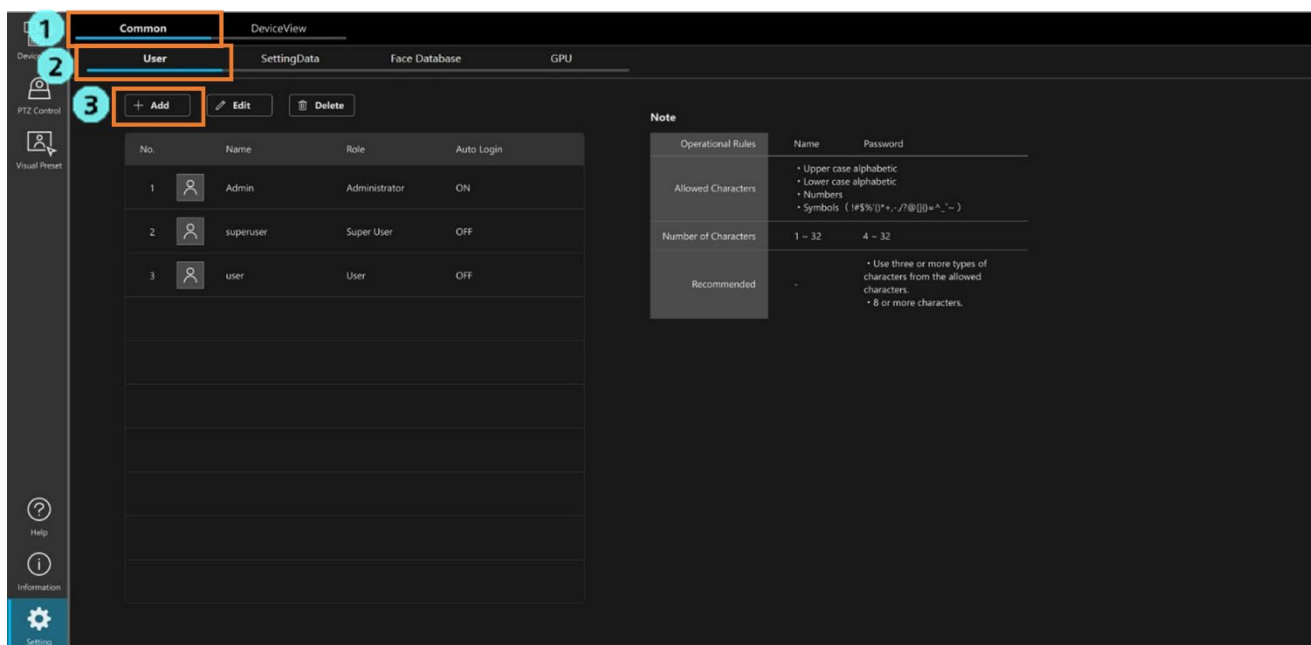 1
Common
DeviceView
Device
2
User
SettingData
Face Database
GPU
PTZ Control
3
+ Add
Edit
Delete
Visual Preset
No.
Name
Role
Auto Login
1
Admin
Administrator
ON
2
superuser
Super User
OFF
3
user
User
OFF
Note
Operational Rules
Name
Password
Allowed Characters
・Upper case alphabetic
・Lower case alphabetic
・Numbers
・Symbols
Number of Characters
1 ~ 32
4 ~ 32
Recommended
-
・Use three or more types of
characters from the allowed
characters.
・8 or more characters.
Help
Information
Setting